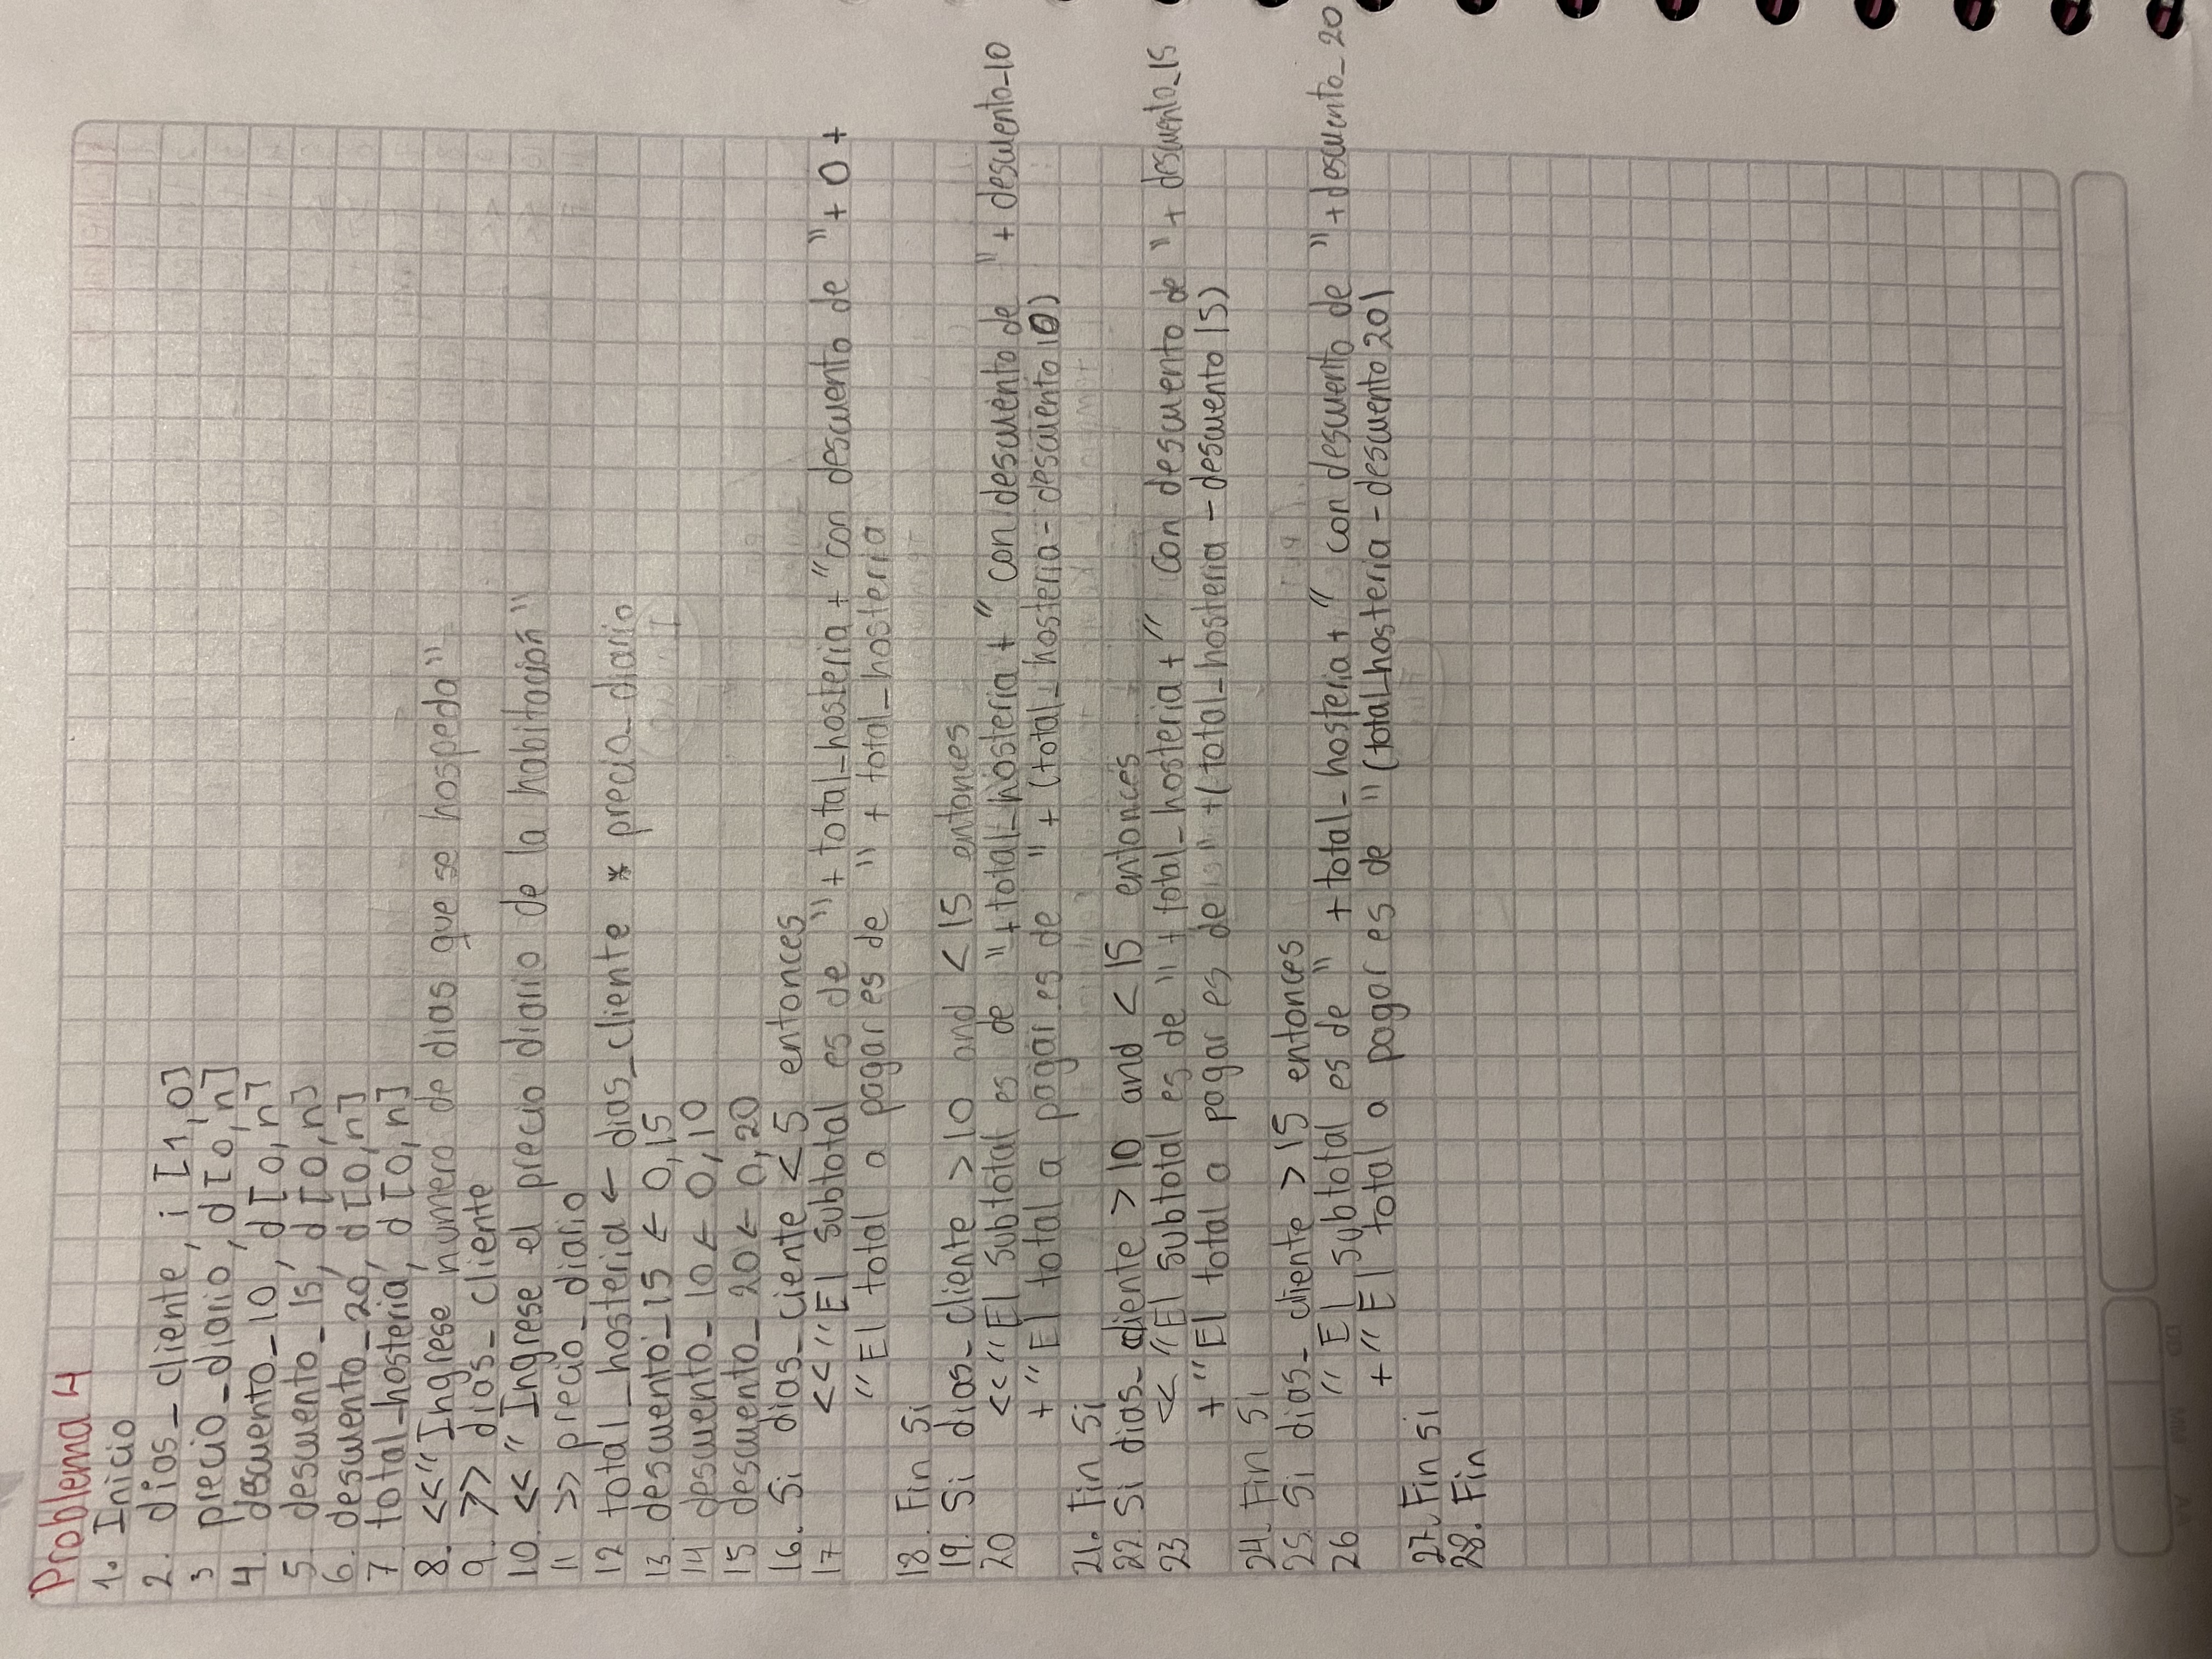 Problema 4
1. Inicio
2. dias_cliente, i [1,0]
3 precio_diario, d [0,n]
4. descuento_10, d [0,n]
5. descuento_15, d [0,n]
6. descuento_20, d [0,n]
7. total_hosteria, d [0,n]
8. <<"Ingrese numero de dias que se hospeda"
9. >> dias_cliente
10. << "Ingrese el precio diario de la habitación"
11 >> precio_diario
12 total_hosteria ← dias_cliente * precio_diario
13. descuento_15 ← 0,15
14 descuento_10 ← 0,10
15 descuento_20 ← 0,20
16. Si dias_ciente < 5 entonces
17 <<"El subtotal es de "+ total_hosteria + "con descuento de "+ 0 +
"El total a pagar es de " + total_hosteria
18. Fin si
19. Si dias_cliente >10 and <15 entonces
20 <<"El subtotal es de "+total_hosteria + " con descuento de "+ descuento_10
+ "El total a pagar es de "+ (total_hosteria - descuento 10)
21. Fin si
22 Si dias_cliente > 10 and < 15 entonces
23 << "El subtotal es de "+ total_hosteria + " con descuento de "+ descuento_15
+ "El total a pagar es de " +(total_hosteria - descuento 15)
24. Fin si
25. Si dias_cliente > 15 entonces
26 "El subtotal es de " + total_hosteria + " con descuento de "+descuento_20
+ "El total a pagar es de "(total_hosteria - descuento 20)
27. Fin si
28. Fin